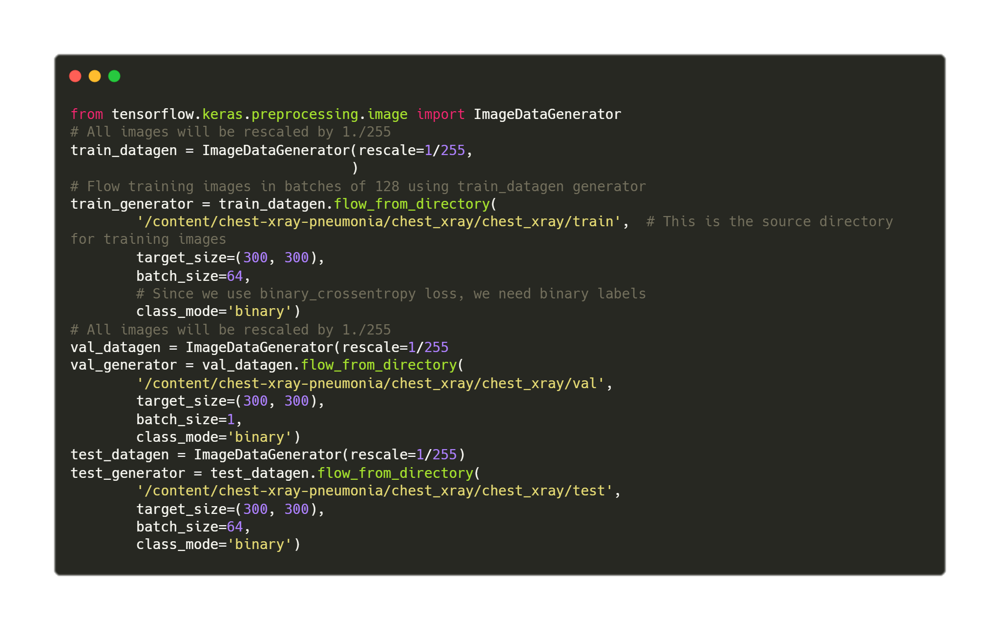 from tensorflow.keras.preprocessing.image import ImageDataGenerator
# All images will be rescaled by 1./255
train_datagen = ImageDataGenerator(rescale=1/255,
                                  )
# Flow training images in batches of 128 using train_datagen generator
train_generator = train_datagen.flow_from_directory(
        '/content/chest-xray-pneumonia/chest_xray/chest_xray/train',  # This is the source directory
for training images
        target_size=(300, 300),
        batch_size=64,
        # Since we use binary_crossentropy loss, we need binary labels
        class_mode='binary')
# All images will be rescaled by 1./255
val_datagen = ImageDataGenerator(rescale=1/255
val_generator = val_datagen.flow_from_directory(
        '/content/chest-xray-pneumonia/chest_xray/chest_xray/val',
        target_size=(300, 300),
        batch_size=1,
        class_mode='binary')
test_datagen = ImageDataGenerator(rescale=1/255)
test_generator = test_datagen.flow_from_directory(
        '/content/chest-xray-pneumonia/chest_xray/chest_xray/test',
        target_size=(300, 300),
        batch_size=64,
        class_mode='binary')